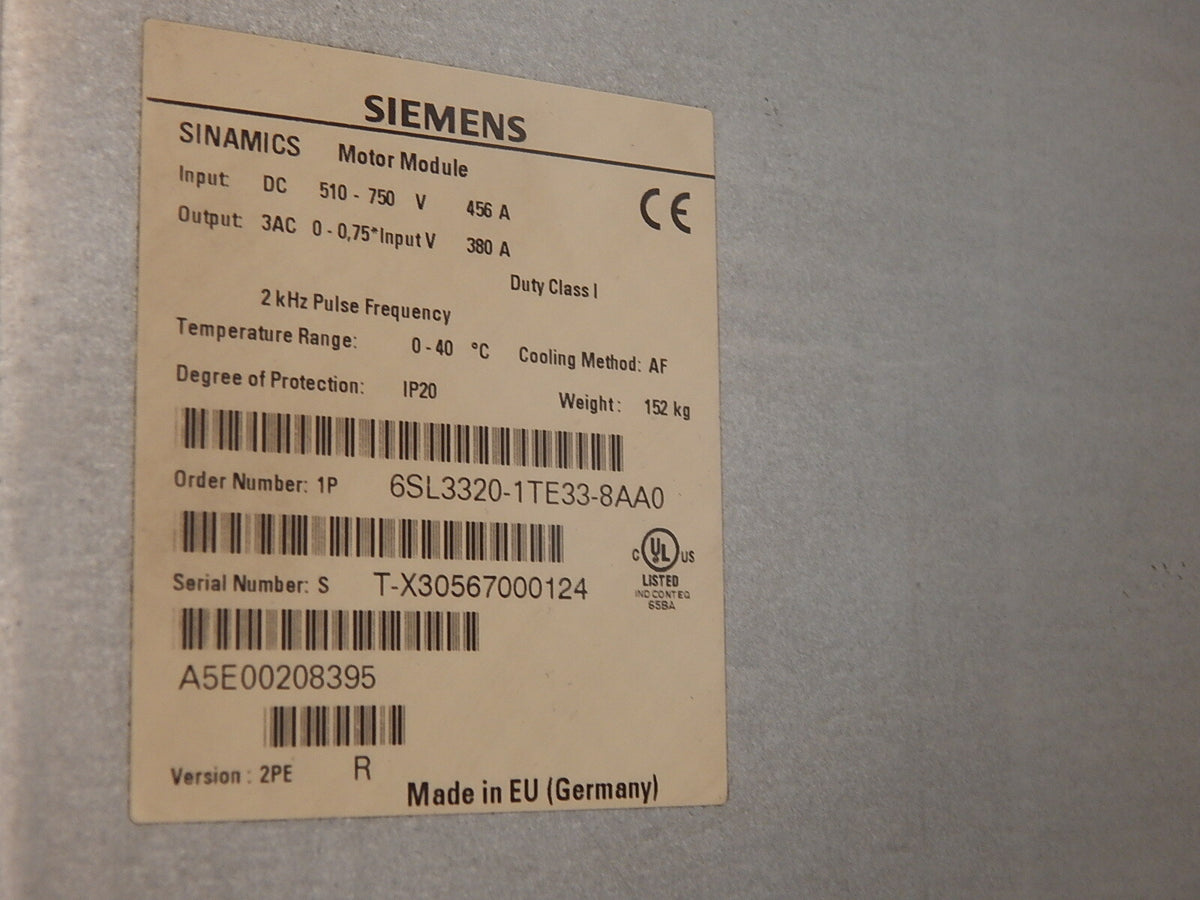 SIEMENS
SINAMICS Motor Module
Input: DC 510 - 750 V 456 A
Output: 3AC 0 - 0,75*Input V 380 A
CE
Duty Class I
2 kHz Pulse Frequency
Temperature Range: 0 - 40 °C Cooling Method: AF
Degree of Protection: IP20 Weight: 152 kg
Order Number: 1P 6SL3320-1TE33-8AA0
Serial Number: S T-X30567000124
C UL US
LISTED
IND CONT EQ
65BA
A5E00208395
Version : 2PE R
Made in EU (Germany)